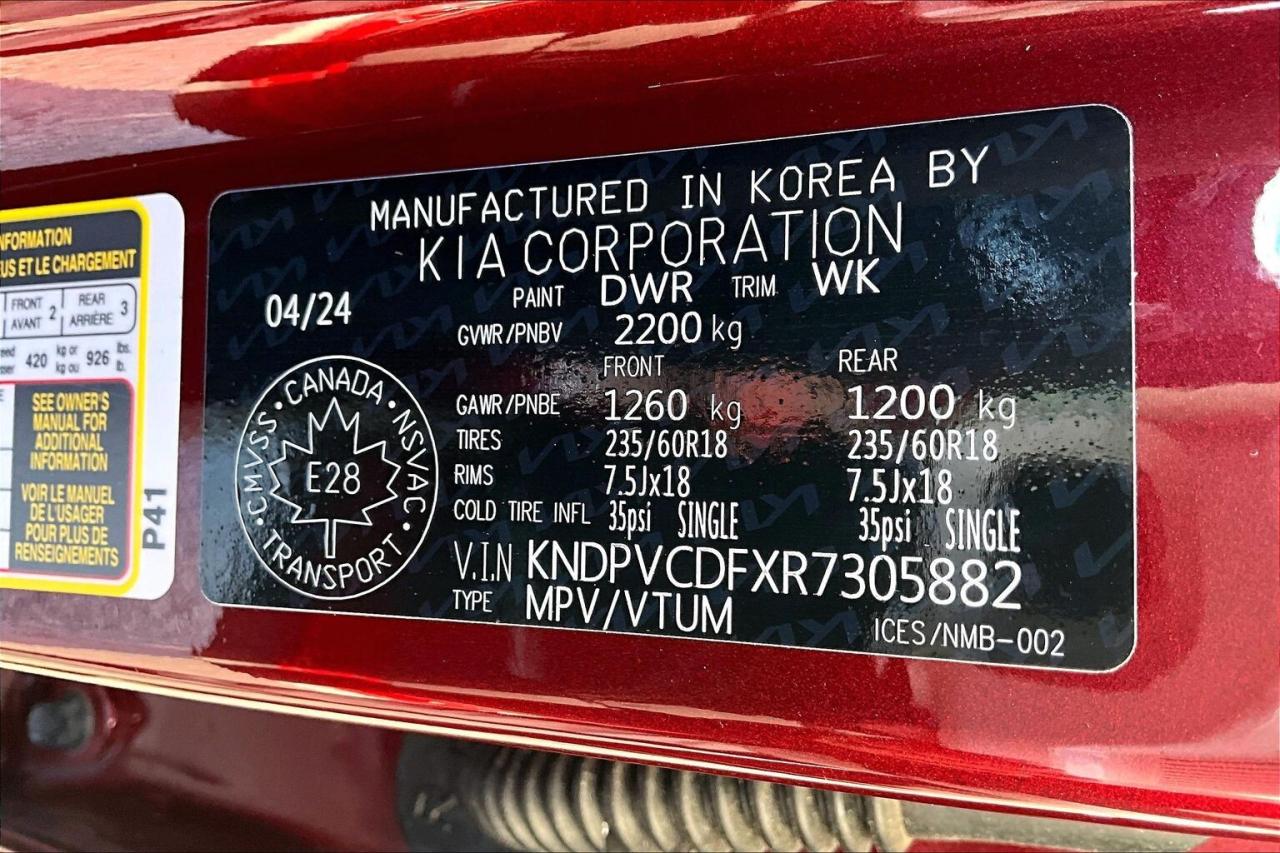 NFORMATION
EUS ET LE CHARGEMENT
FRONT 2 REAR 3
AVANT ARRIÈRE
420 kg or 926 lbs.
kg ou lb.
SEE OWNER'S
MANUAL FOR
ADDITIONAL
INFORMATION
VOIR LE MANUEL
DE L'USAGER
POUR PLUS DE
RENSEIGNEMENTS
P41
MANUFACTURED IN KOREA BY
KIA CORPORATION
04/24 PAINT DWR TRIM WK
GVWR/PNBV 2200 kg
FRONT REAR
GAWR/PNBE 1260 kg 1200 kg
TIRES 235/60R18 235/60R18
RIMS 7.5Jx18 7.5Jx18
COLD TIRE INFL 35psi SINGLE 35psi SINGLE
V.I.N KNDPVCDFXR7305882
TYPE MPV/VTUM
ICES/NMB-002
CMVSS · CANADA · NSVAC · TRANSPORT
E28